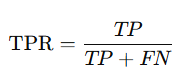 TPR = TP / (TP + FN)